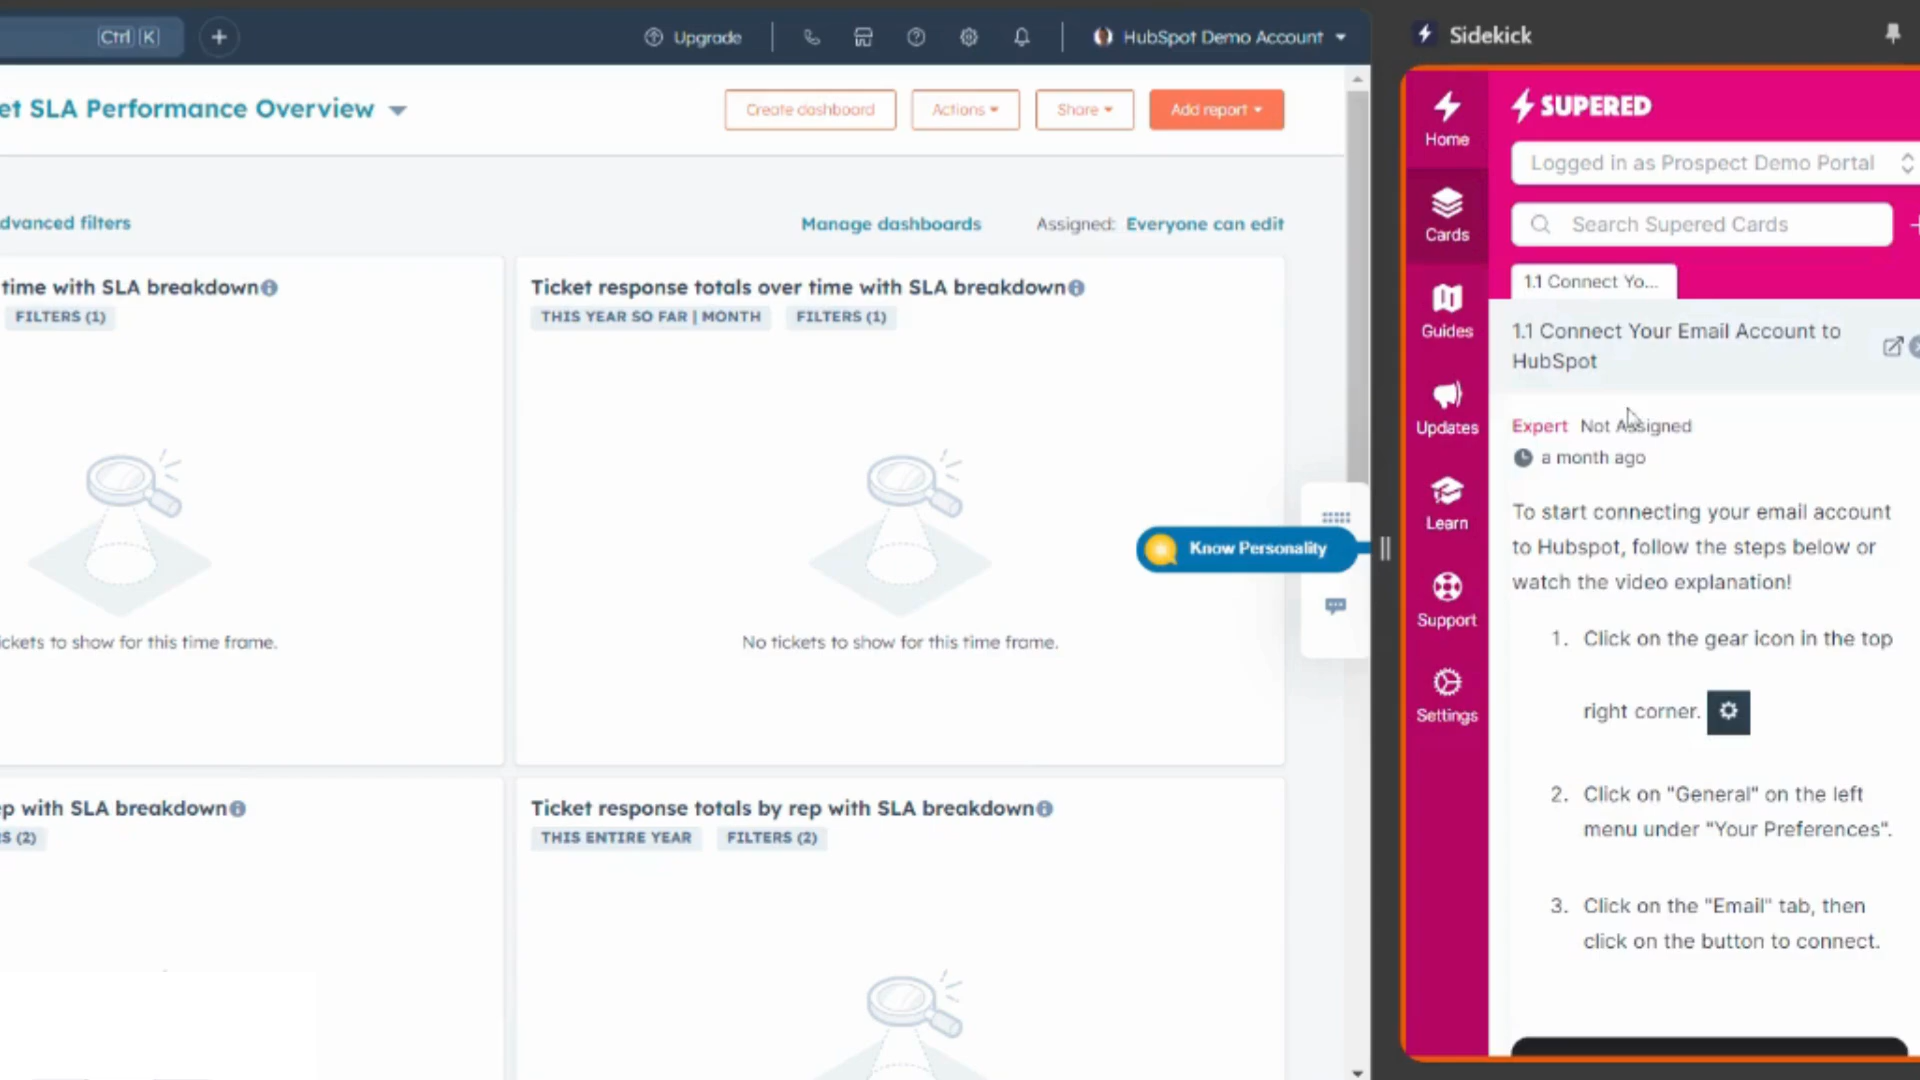 Ctrl K
Upgrade
HubSpot Demo Account
Sidekick
et SLA Performance Overview
Create dashboard
Actions
Share
Add report
dvanced filters
Manage dashboards
Assigned: Everyone can edit
time with SLA breakdown
FILTERS (1)
Ticket response totals over time with SLA breakdown
THIS YEAR SO FAR | MONTH
FILTERS (1)
ickets to show for this time frame.
No tickets to show for this time frame.
Know Personality
ep with SLA breakdown
S (2)
Ticket response totals by rep with SLA breakdown
THIS ENTIRE YEAR
FILTERS (2)
Home
Cards
Guides
Updates
Learn
Support
Settings
SUPERED
Logged in as Prospect Demo Portal
Search Supered Cards
1.1 Connect Yo...
1.1 Connect Your Email Account to
HubSpot
Expert Not Assigned
a month ago
To start connecting your email account
to Hubspot, follow the steps below or
watch the video explanation!
1. Click on the gear icon in the top
right corner.
2. Click on "General" on the left
menu under "Your Preferences".
3. Click on the "Email" tab, then
click on the button to connect.